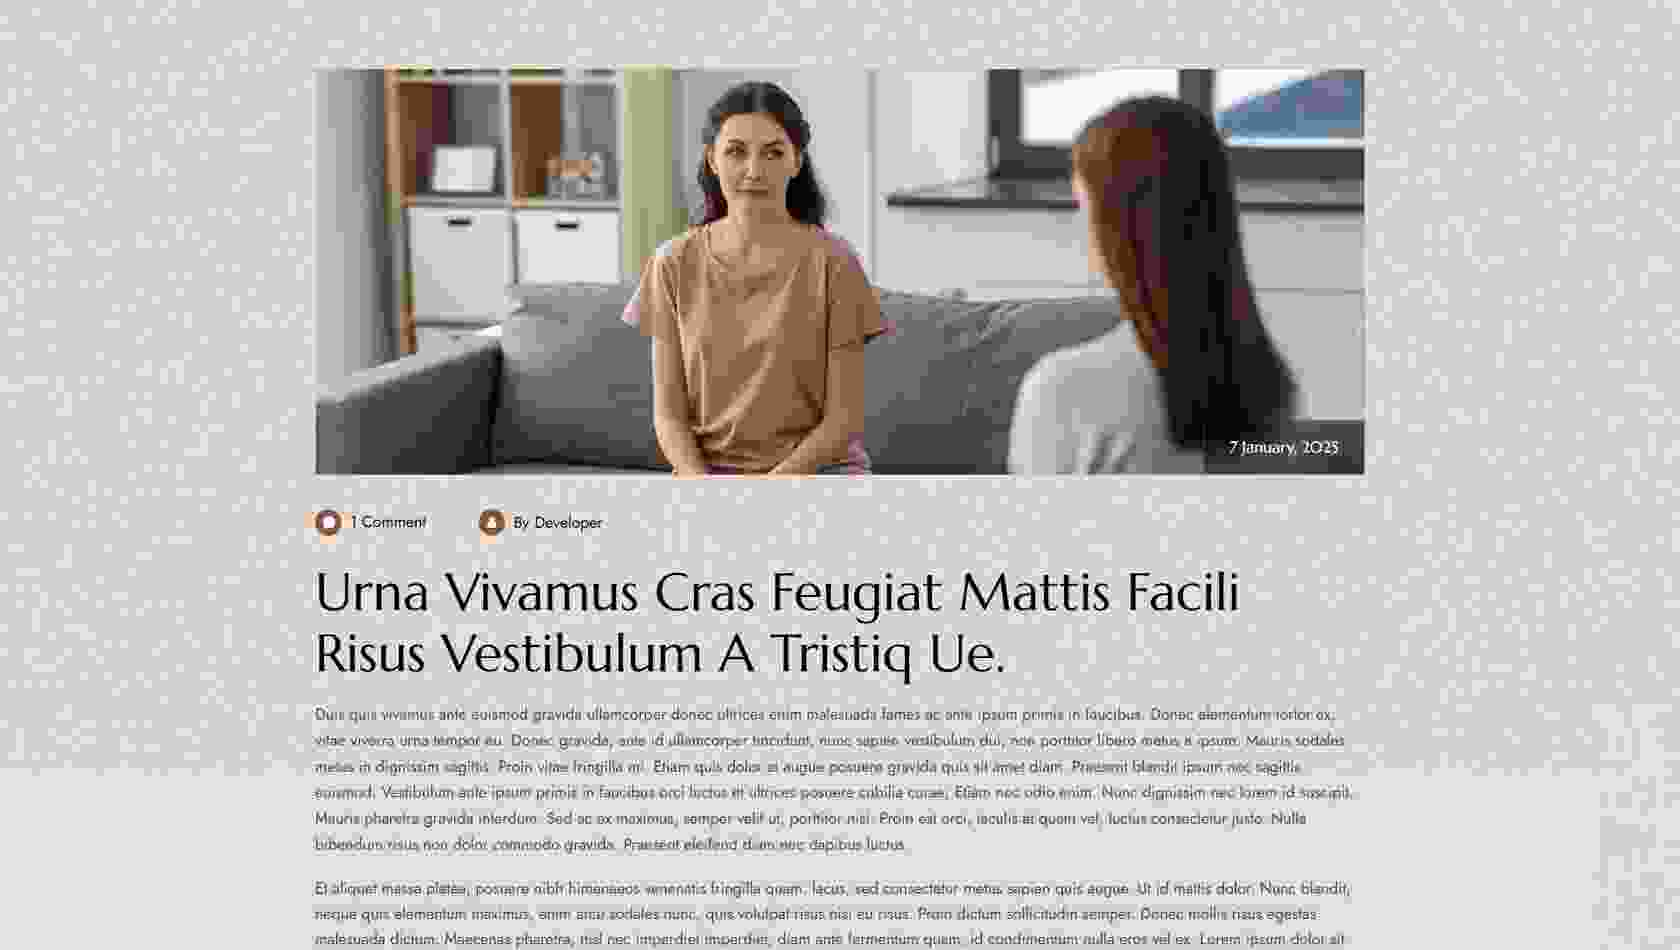 7 January, 2025
1 Comment
By Developer
Urna Vivamus Cras Feugiat Mattis Facili
Risus Vestibulum A Tristiq Ue.
Duis quis vivamus ante euismod gravida ullamcorper donec ultrices enim malesuada fames ac ante ipsum primis in faucibus. Donec elementum tortor ex,
vitae viverra urna tempor eu. Donec gravida, ante id ullamcorper tincidunt, nunc sapien vestibulum dui, non porttitor libero metus a ipsum. Mauris sodales
metus in dignissim sagittis. Proin vitae fringilla mi. Etiam quis dolor et augue posuere gravida quis sit amet diam. Praesent blandit ipsum nec sagittis
euismod. Vestibulum ante ipsum primis in faucibus orci luctus et ultrices posuere cubilia curae; Etiam nec odio enim. Nunc dignissim nec lorem id suscipit.
Mauris pharetra gravida interdum. Sed ac ex maximus, semper velit ut, porttitor nisi. Proin est orci, iaculis at quam vel, luctus consectetur justo. Nulla
bibendum risus non dolor commodo gravida. Praesent eleifend diam nec dapibus luctus.
Et aliquet massa platea, posuere nibh himenaeos venenatis fringilla quam. lacus, sed consectetur metus sapien quis augue. Ut id mattis dolor. Nunc blandit,
neque quis elementum maximus, enim arcu sodales nunc, quis volutpat risus nisi eu risus. Proin dictum sollicitudin semper. Donec mollis risus egestas
malesuada dictum. Maecenas pharetra, nisl nec imperdiet imperdiet, diam ante fermentum quam, id condimentum nulla eros vel ex. Lorem ipsum dolor sit